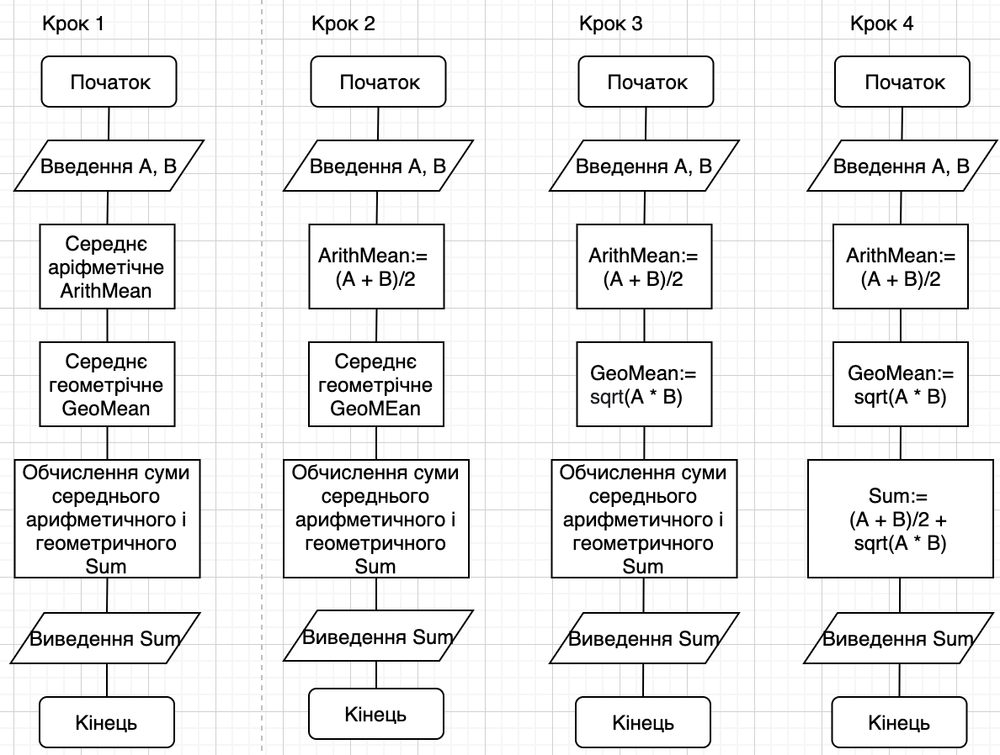 Крок 1
Початок
Введення A, B
Середнє
аріфметічне
ArithMean
Середнє
геометрічне
GeoMean
Обчислення суми
середнього
арифметичного і
геометричного
Sum
Виведення Sum
Кінець
Крок 2
Початок
Введення A, B
ArithMean:=
(A + B)/2
Середнє
геометрічне
GeoMEan
Обчислення суми
середнього
арифметичного і
геометричного
Sum
Виведення Sum
Кінець
Крок 3
Початок
Введення A, B
ArithMean:=
(A + B)/2
GeoMean:=
sqrt(A * B)
Обчислення суми
середнього
арифметичного і
геометричного
Sum
Виведення Sum
Кінець
Крок 4
Початок
Введення A, B
ArithMean:=
(A + B)/2
GeoMean:=
sqrt(A * B)
Sum:=
(A + B)/2 +
sqrt(A * B)
Виведення Sum
Кінець